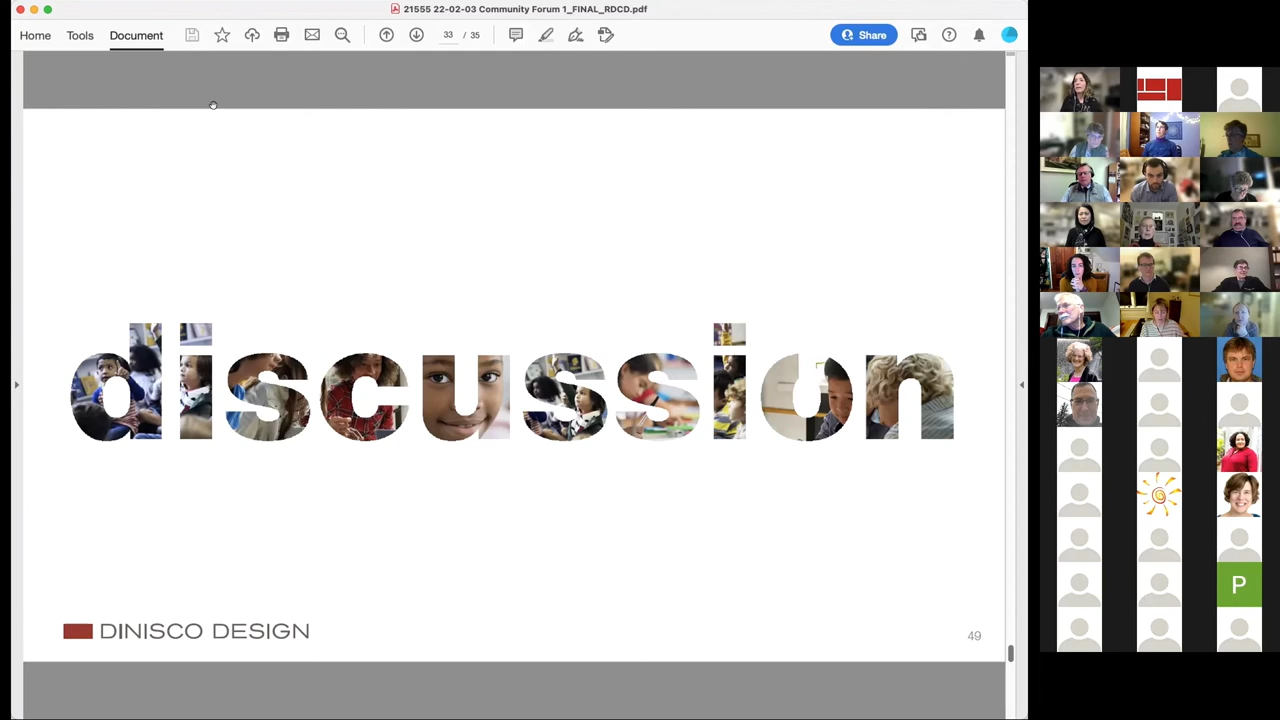 21555 22-02-03 Community Forum 1_FINAL_RDCD.pdf
Home Tools Document 33 / 35 Share
discussion
P
DINISCO DESIGN 49